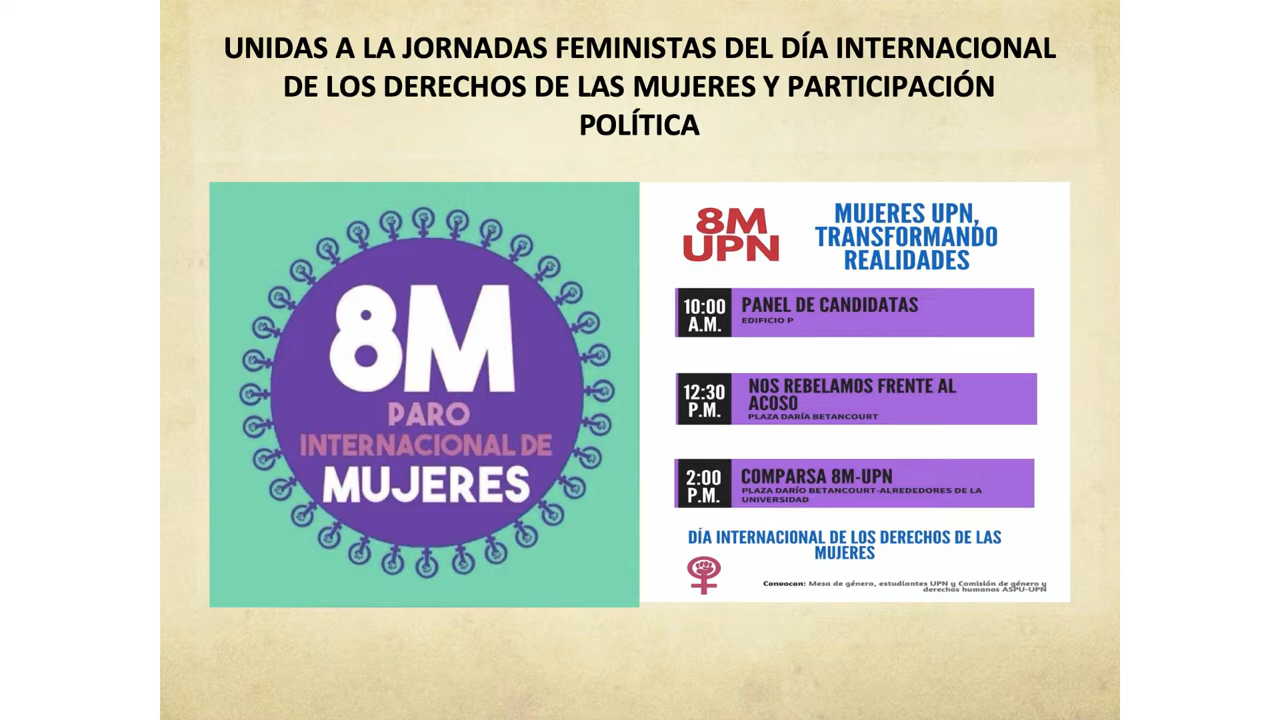 UNIDAS A LA JORNADAS FEMINISTAS DEL DÍA INTERNACIONAL
DE LOS DERECHOS DE LAS MUJERES Y PARTICIPACIÓN
POLÍTICA
8M
PARO
INTERNACIONAL DE
MUJERES
8M
UPN
MUJERES UPN,
TRANSFORMANDO
REALIDADES
10:00
A.M.
PANEL DE CANDIDATAS
EDIFICIO P
12:30
P.M.
NOS REBELAMOS FRENTE AL
ACOSO
PLAZA DARÍA BETANCOURT
2:00
P.M.
COMPARSA 8M-UPN
PLAZA DARÍO BETANCOURT-ALREDEDORES DE LA
UNIVERSIDAD
DÍA INTERNACIONAL DE LOS DERECHOS DE LAS
MUJERES
Convocan: Mesa de género, estudiantes UPN y Comisión de género y
derechos humanos ASPU-UPN